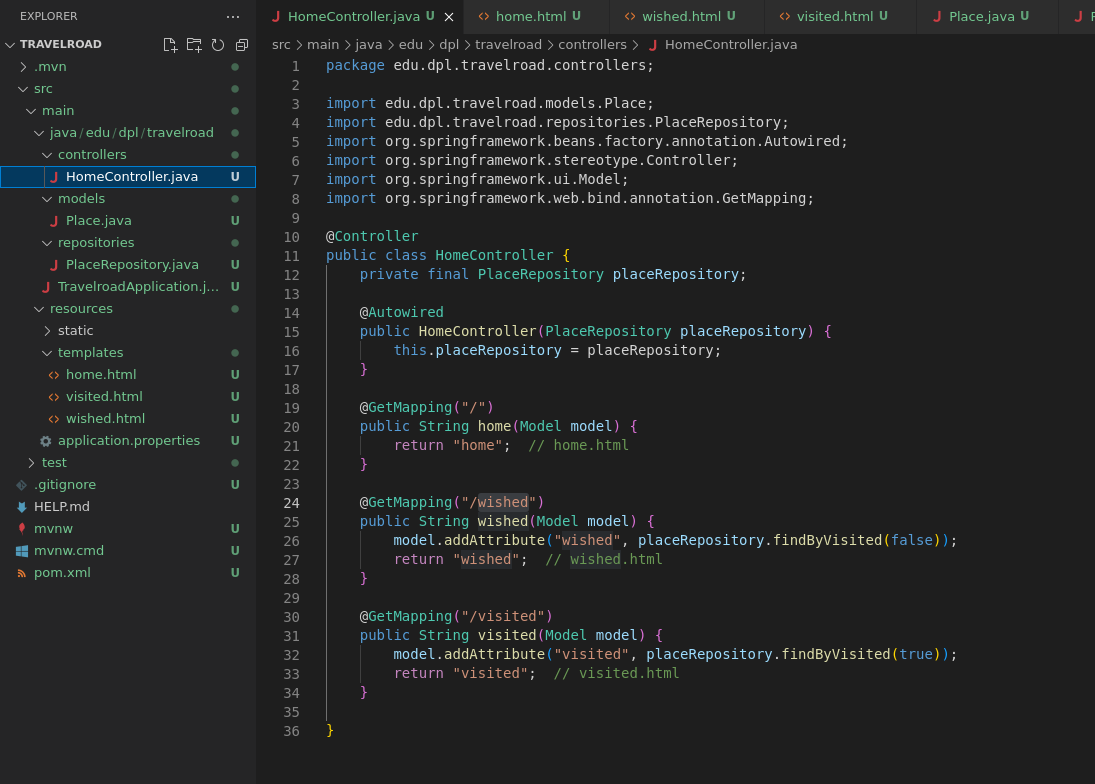 EXPLORER ···
TRAVELROAD
.mvn
src
main
java / edu / dpl / travelroad
controllers
HomeController.java U
models
Place.java U
repositories
PlaceRepository.java U
TravelroadApplication.j... U
resources
static
templates
home.html U
visited.html U
wished.html U
application.properties U
test
.gitignore U
HELP.md
mvnw U
mvnw.cmd U
pom.xml U
HomeController.java U × <> home.html U <> wished.html U <> visited.html U Place.java U
src > main > java > edu > dpl > travelroad > controllers > HomeController.java
1 package edu.dpl.travelroad.controllers;
2
3 import edu.dpl.travelroad.models.Place;
4 import edu.dpl.travelroad.repositories.PlaceRepository;
5 import org.springframework.beans.factory.annotation.Autowired;
6 import org.springframework.stereotype.Controller;
7 import org.springframework.ui.Model;
8 import org.springframework.web.bind.annotation.GetMapping;
9
10 @Controller
11 public class HomeController {
12     private final PlaceRepository placeRepository;
13
14     @Autowired
15     public HomeController(PlaceRepository placeRepository) {
16         this.placeRepository = placeRepository;
17     }
18
19     @GetMapping("/")
20     public String home(Model model) {
21         return "home";  // home.html
22     }
23
24     @GetMapping("/wished")
25     public String wished(Model model) {
26         model.addAttribute("wished", placeRepository.findByVisited(false));
27         return "wished";  // wished.html
28     }
29
30     @GetMapping("/visited")
31     public String visited(Model model) {
32         model.addAttribute("visited", placeRepository.findByVisited(true));
33         return "visited";  // visited.html
34     }
35
36 }